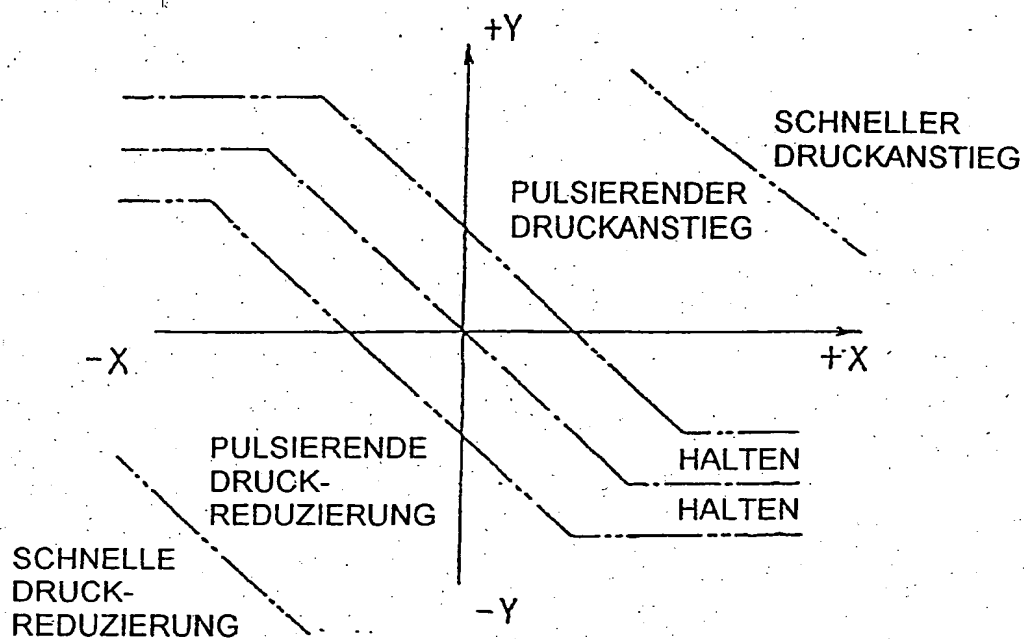 +Y
SCHNELLER
DRUCKANSTIEG
PULSIERENDER
DRUCKANSTIEG
-X
+X
PULSIERENDE
DRUCK-
REDUZIERUNG
HALTEN
HALTEN
SCHNELLE
DRUCK-
REDUZIERUNG
-Y